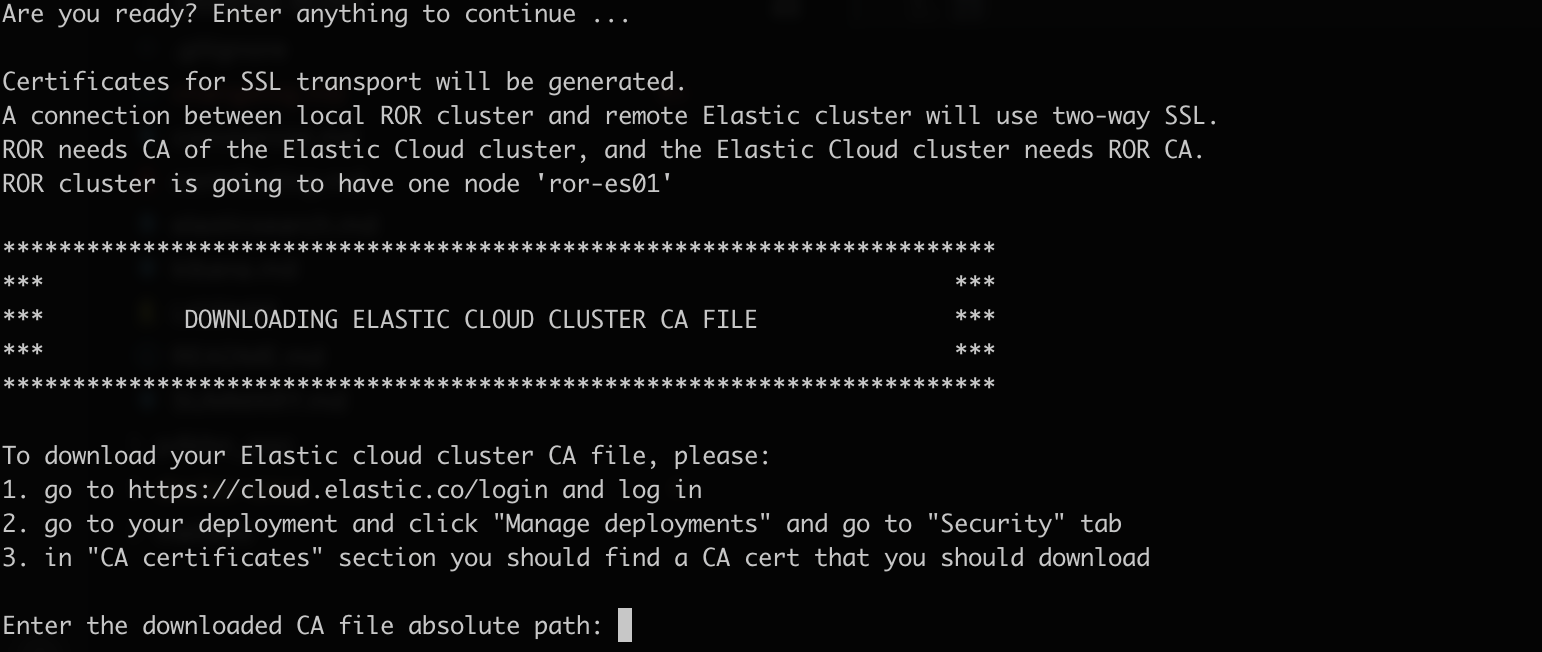 Are you ready? Enter anything to continue ...
Certificates for SSL transport will be generated.
A connection between local ROR cluster and remote Elastic cluster will use two-way SSL.
ROR needs CA of the Elastic Cloud cluster, and the Elastic Cloud cluster needs ROR CA.
ROR cluster is going to have one node 'ror-es01'
***********************************************************************
***                                                                 ***
***          DOWNLOADING ELASTIC CLOUD CLUSTER CA FILE              ***
***                                                                 ***
***********************************************************************
To download your Elastic cloud cluster CA file, please:
1. go to https://cloud.elastic.co/login and log in
2. go to your deployment and click "Manage deployments" and go to "Security" tab
3. in "CA certificates" section you should find a CA cert that you should download
Enter the downloaded CA file absolute path: